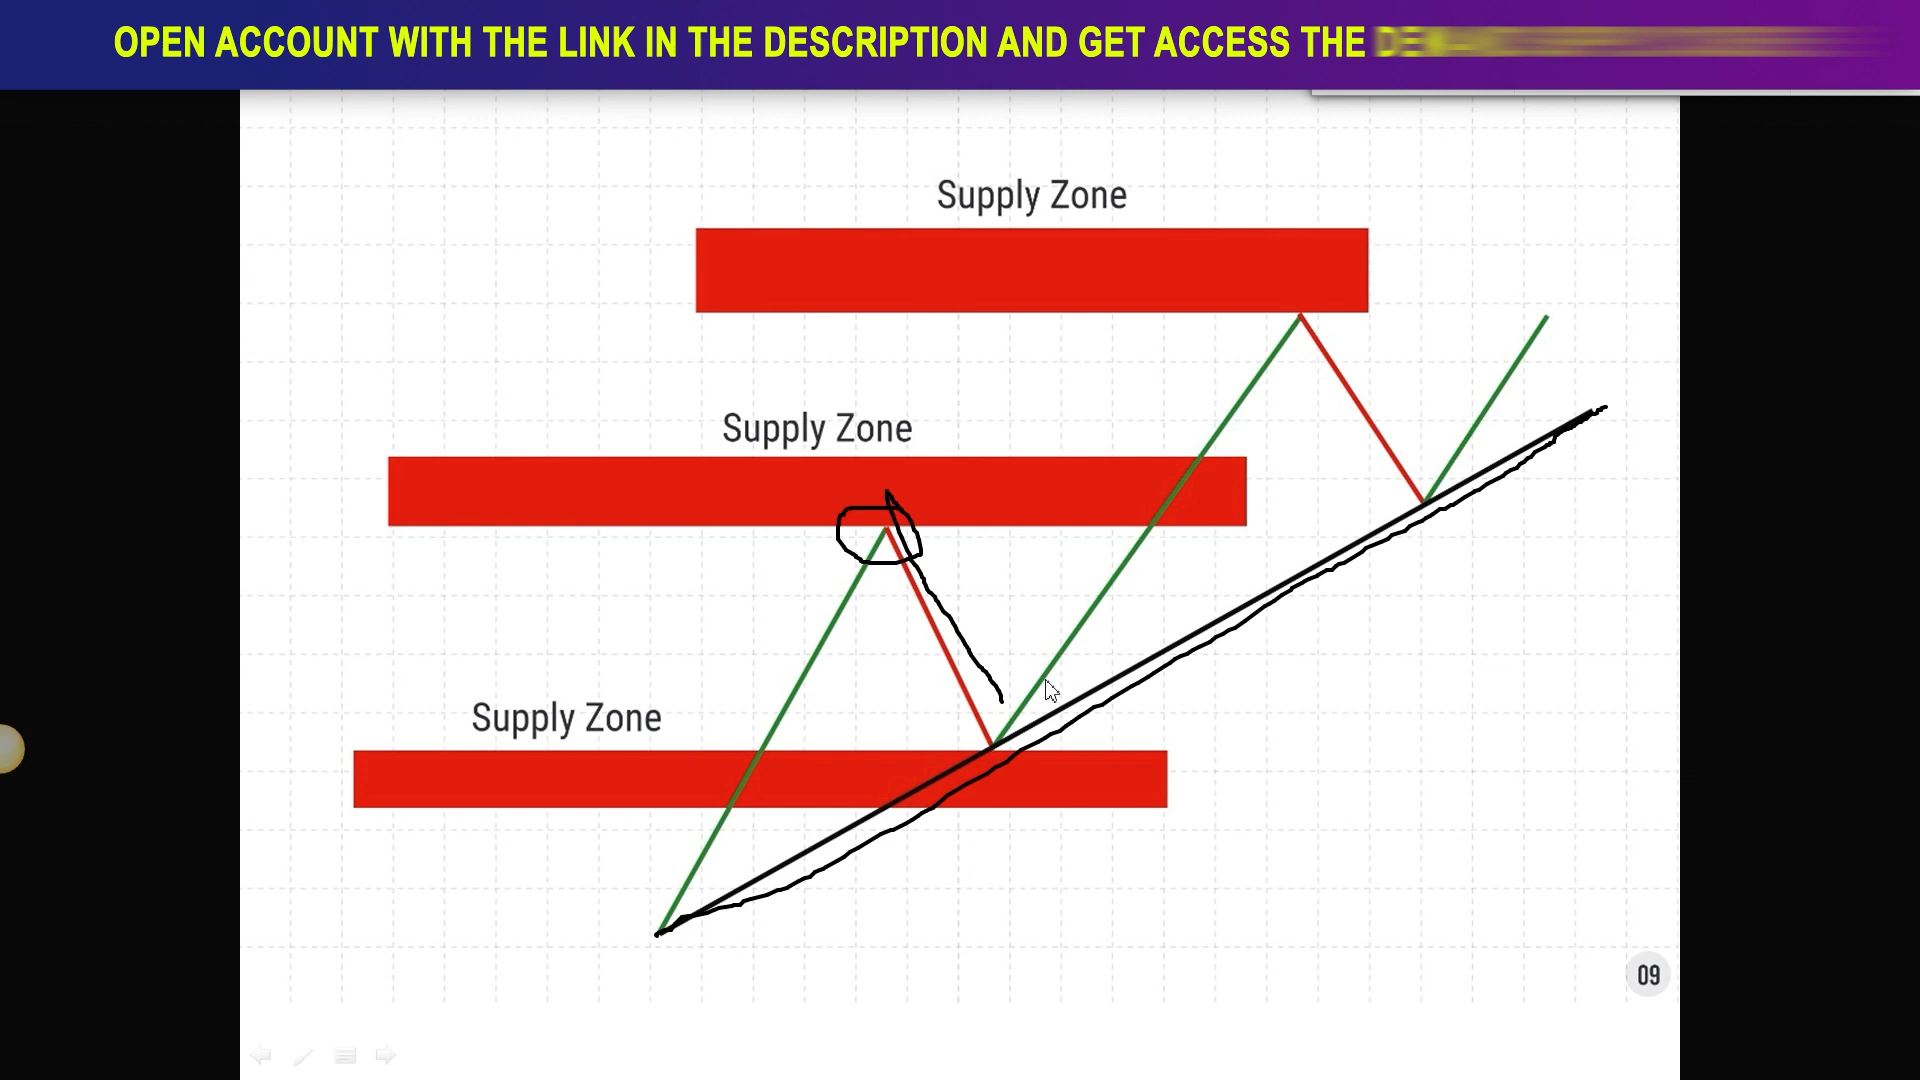 OPEN ACCOUNT WITH THE LINK IN THE DESCRIPTION AND GET ACCESS THE
Supply Zone
Supply Zone
Supply Zone
09